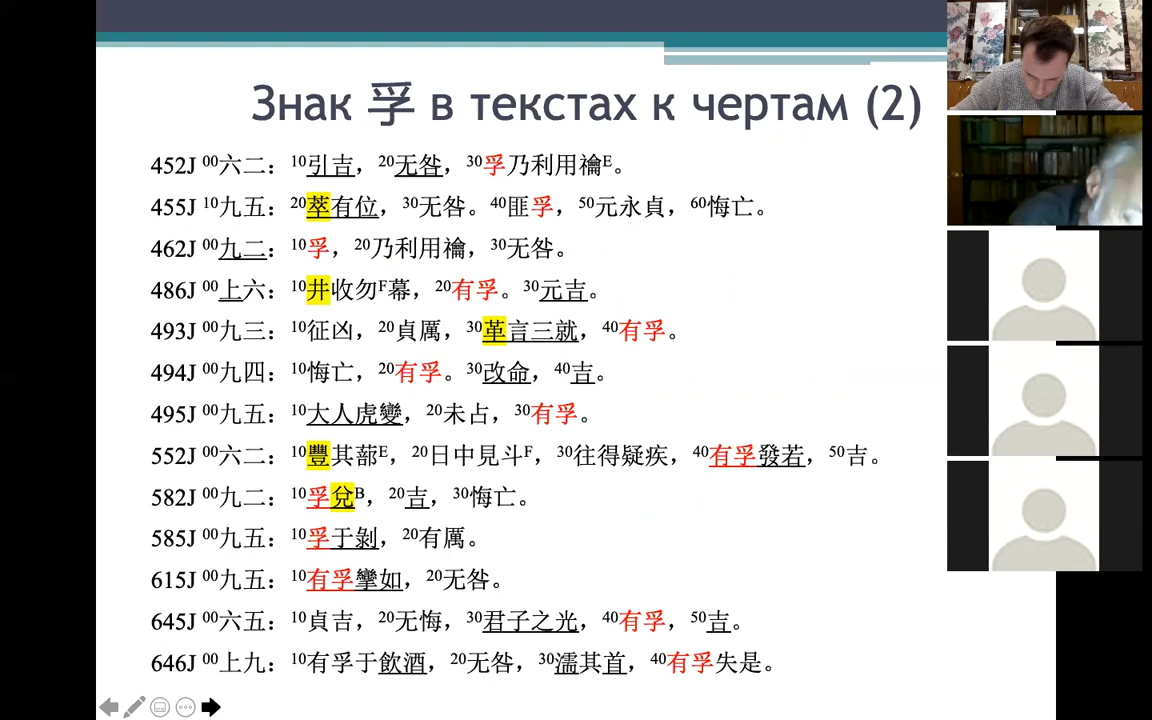 Знак 孚 в текстах к чертам (2)
452J 00六二：10引吉，20无咎，30孚乃利用禴E。
455J 10九五：20萃有位，30无咎。40匪孚，50元永貞，60悔亡。
462J 00九二：10孚，20乃利用禴，30无咎。
486J 00上六：10井收勿F幕，20有孚。30元吉。
493J 00九三：10征凶，20貞厲，30革言三就，40有孚。
494J 00九四：10悔亡，20有孚。30改命，40吉。
495J 00九五：10大人虎變，20未占，30有孚。
552J 00六二：10豐其蔀E，20日中見斗F，30往得疑疾，40有孚發若，50吉。
582J 00九二：10孚兌B，20吉，30悔亡。
585J 00九五：10孚于剝，20有厲。
615J 00九五：10有孚攣如，20无咎。
645J 00六五：10貞吉，20无悔，30君子之光，40有孚，50吉。
646J 00上九：10有孚于飲酒，20无咎，30濡其首，40有孚失是。